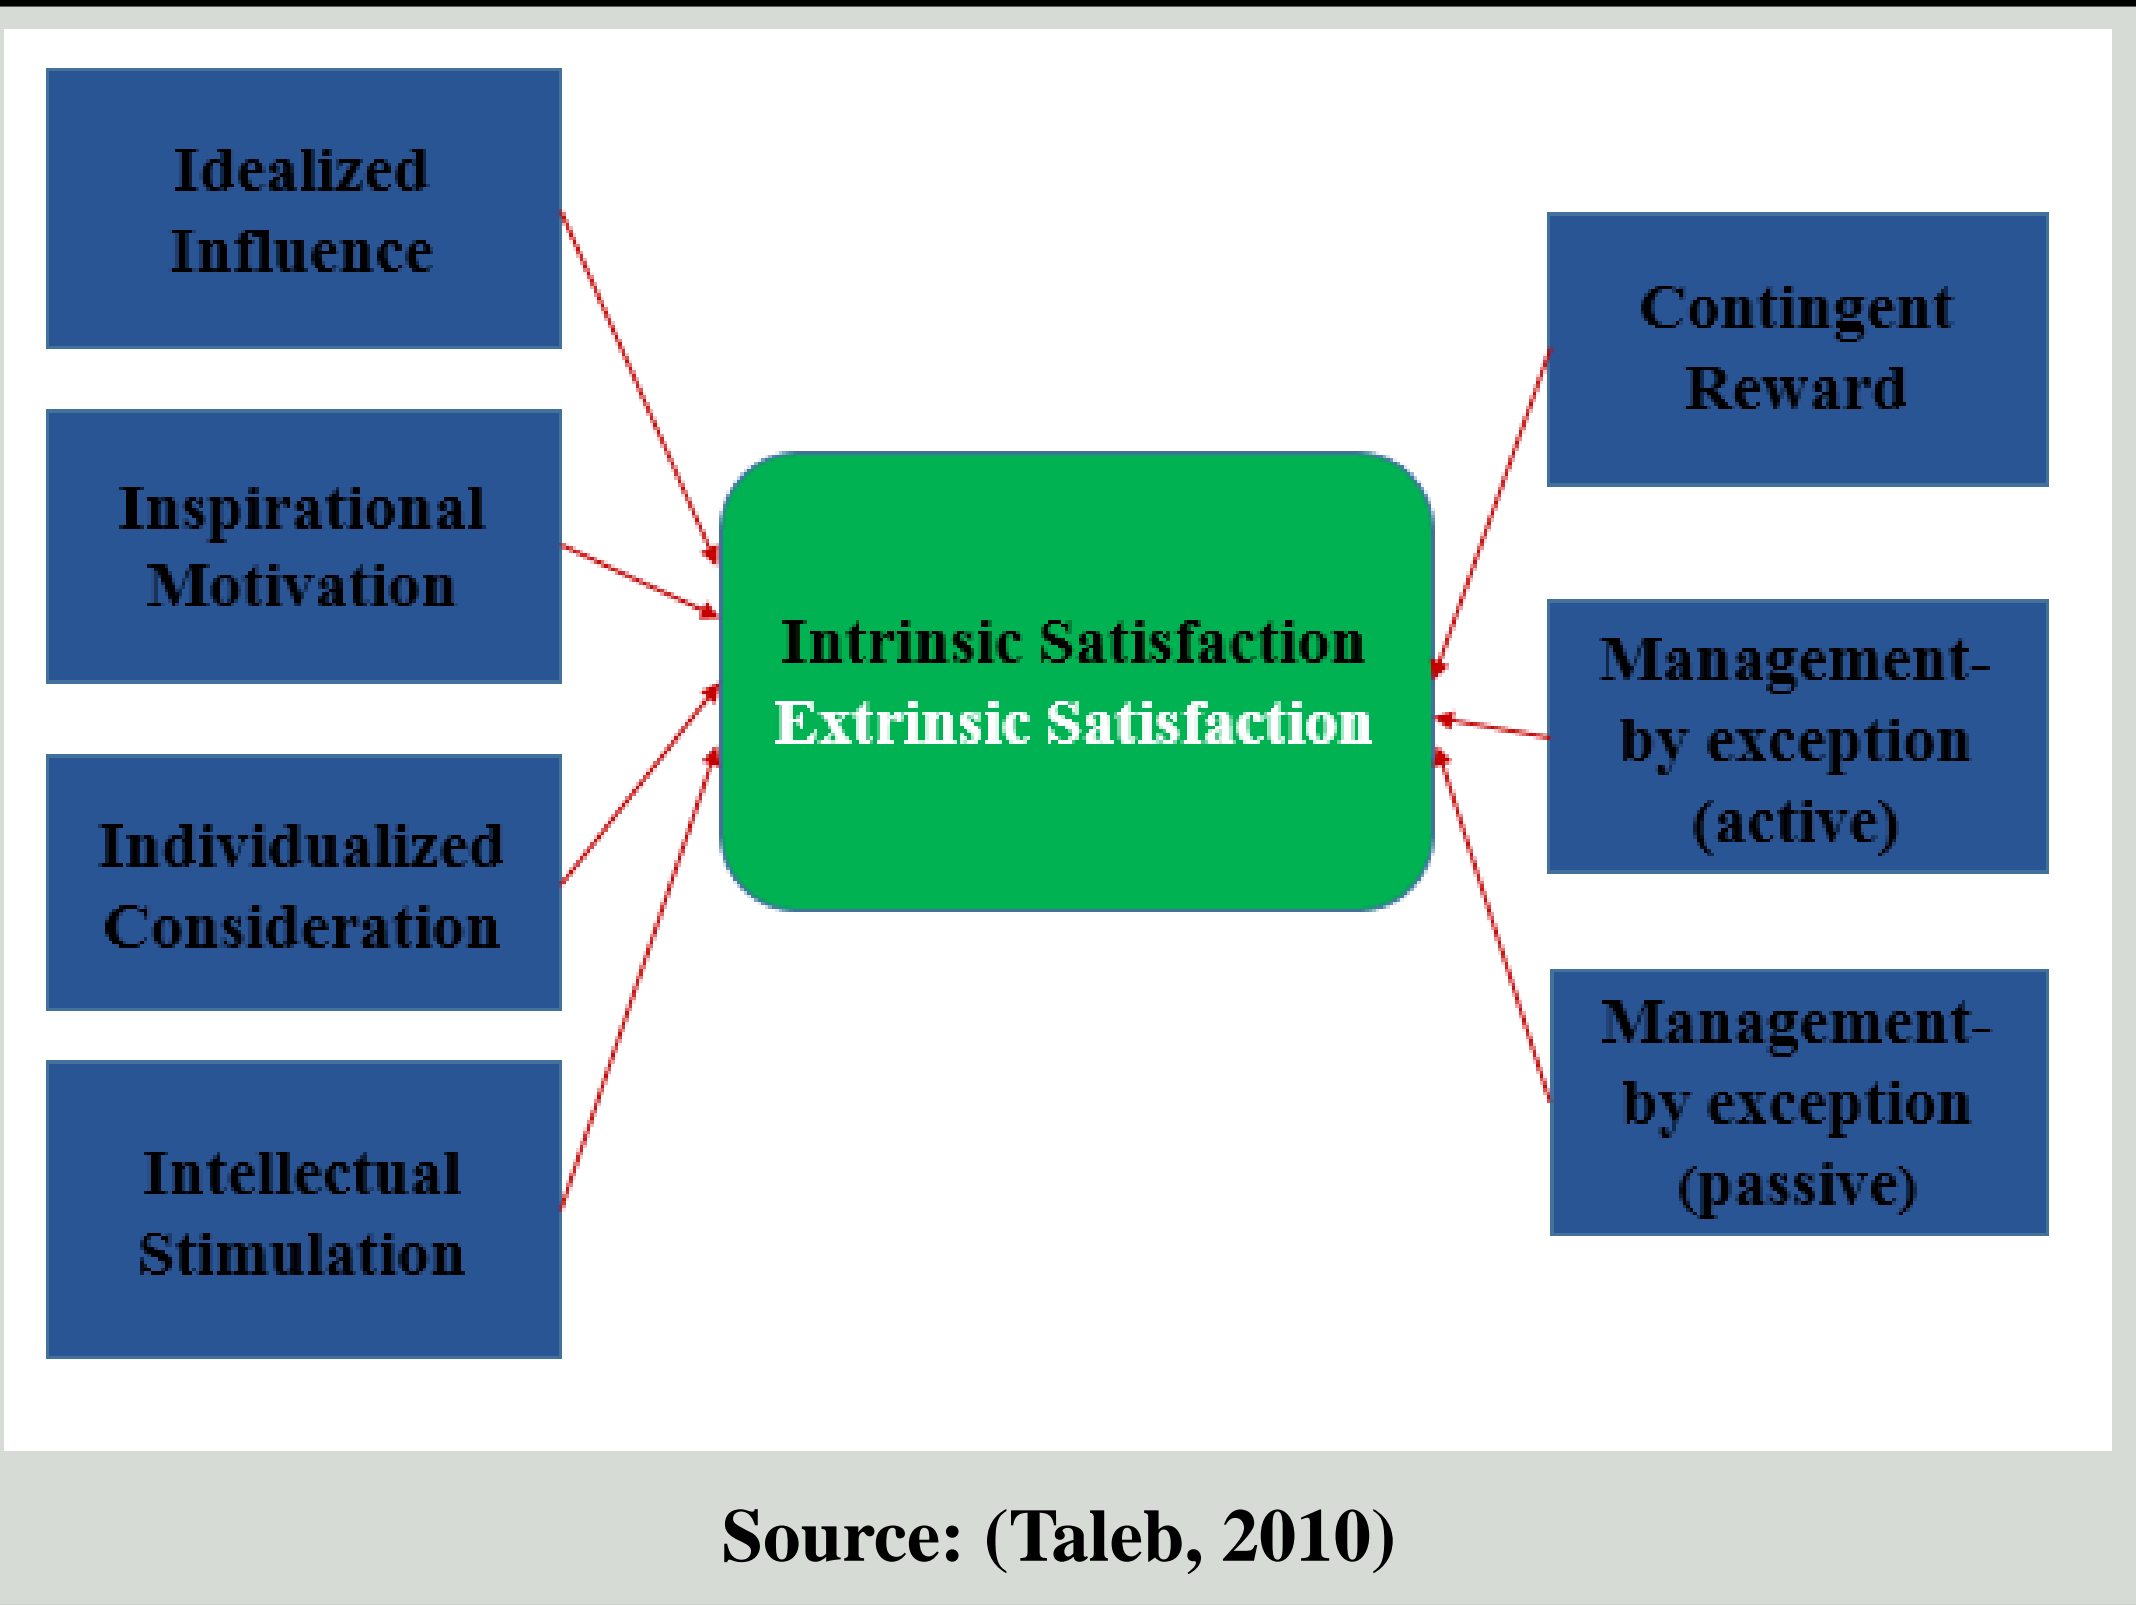 Idealized
Influence
Inspirational
Motivation
Individualized
Consideration
Intellectual
Stimulation
Intrinsic Satisfaction
Extrinsic Satisfaction
Contingent
Reward
Management-
by exception
(active)
Management-
by exception
(passive)
Source: (Taleb, 2010)